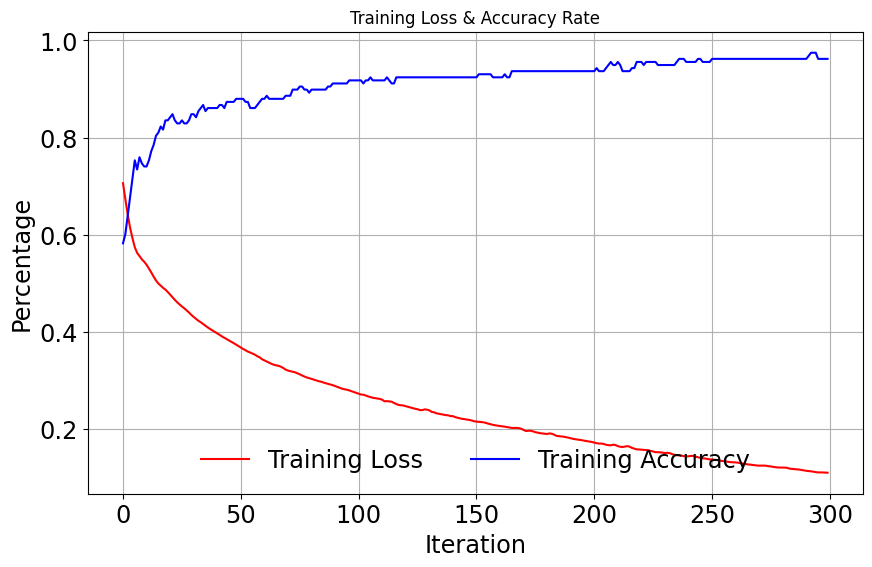 Training Loss & Accuracy Rate
1.0
0.8
0.6
0.4
0.2
Percentage
Training Loss
Training Accuracy
0 50 100 150 200 250 300
Iteration